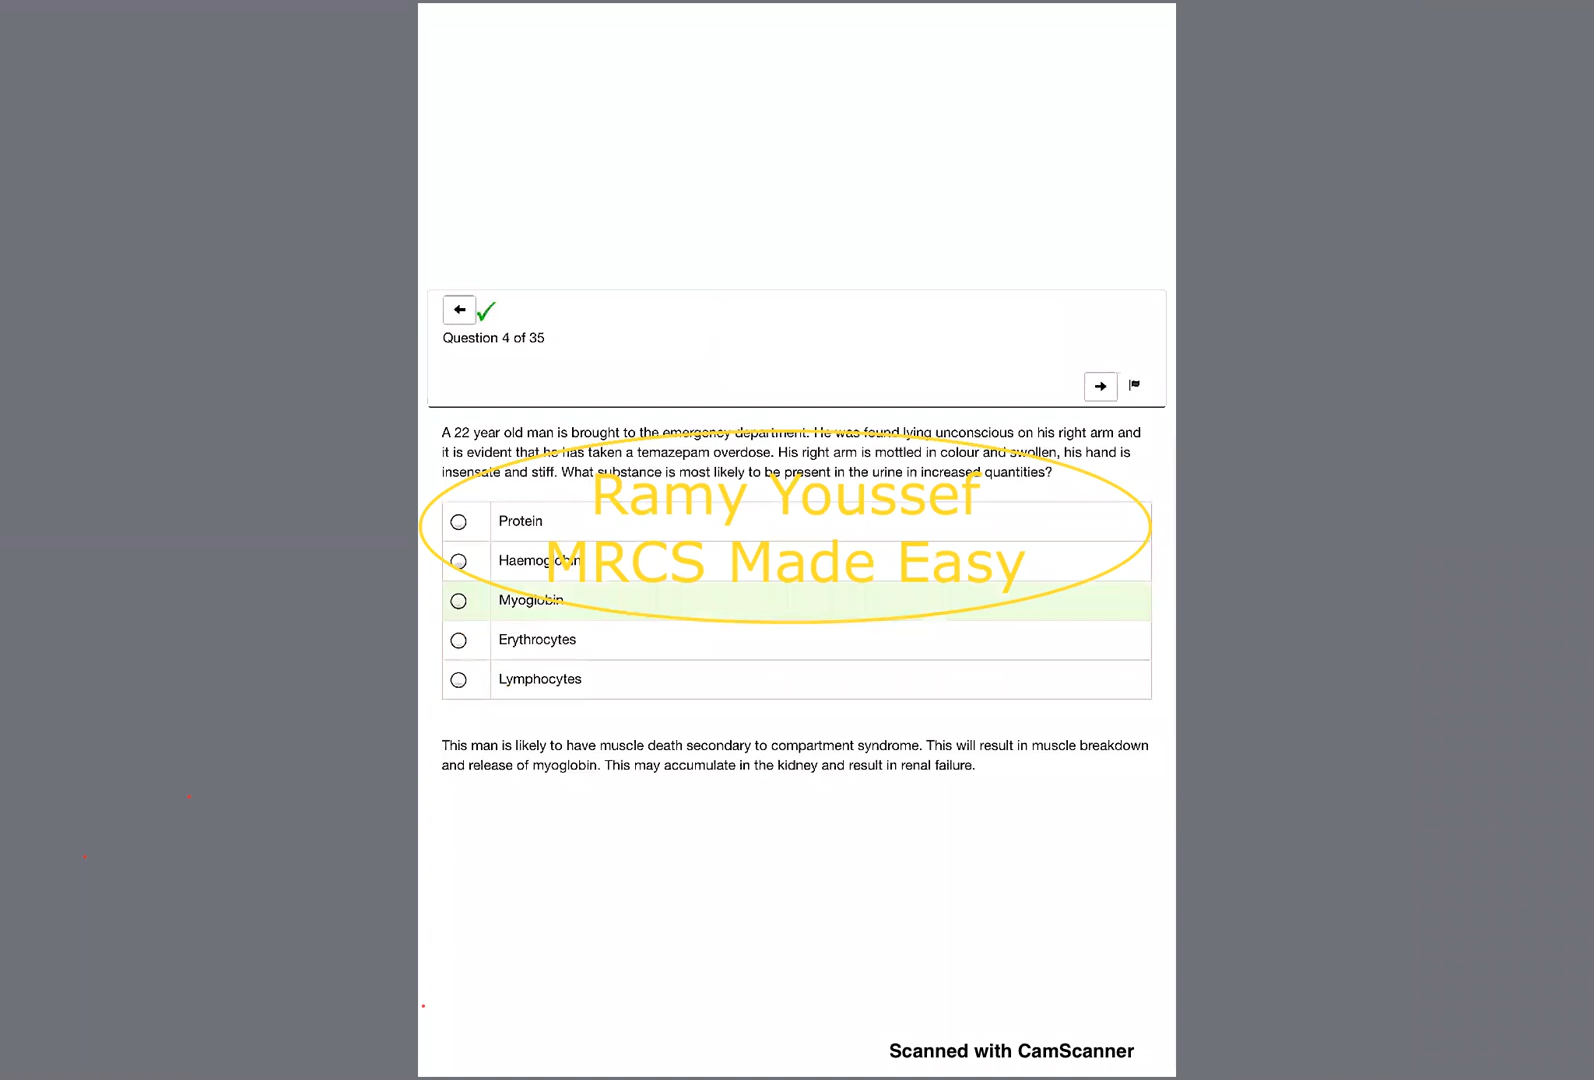 Question 4 of 35
A 22 year old man is brought to the emergency department. He was found lying unconscious on his right arm and
it is evident that he has taken a temazepam overdose. His right arm is mottled in colour and swollen, his hand is
insensate and stiff. What substance is most likely to be present in the urine in increased quantities?
Ramy Youssef
Protein
MRCS Made Easy
Haemoglobin
Myoglobin
Erythrocytes
Lymphocytes
This man is likely to have muscle death secondary to compartment syndrome. This will result in muscle breakdown
and release of myoglobin. This may accumulate in the kidney and result in renal failure.
Scanned with CamScanner